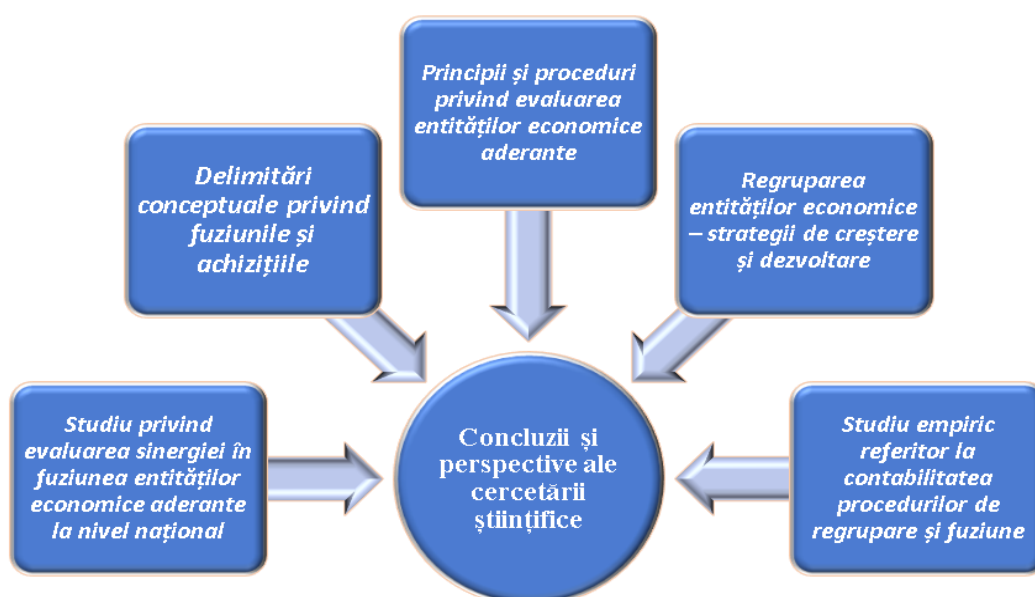 Principii și proceduri
privind evaluarea
entităților economice
aderante
Delimitări
conceptuale privind
fuziunile și
achizițiile
Regruparea
entităților economice
– strategii de creștere
și dezvoltare
Studiu privind
evaluarea sinergiei în
fuziunea entităților
economice aderante
la nivel național
Concluzii și
perspective ale
cercetării
științifice
Studiu empiric
referitor la
contabilitatea
procedurilor de
regrupare și fuziune